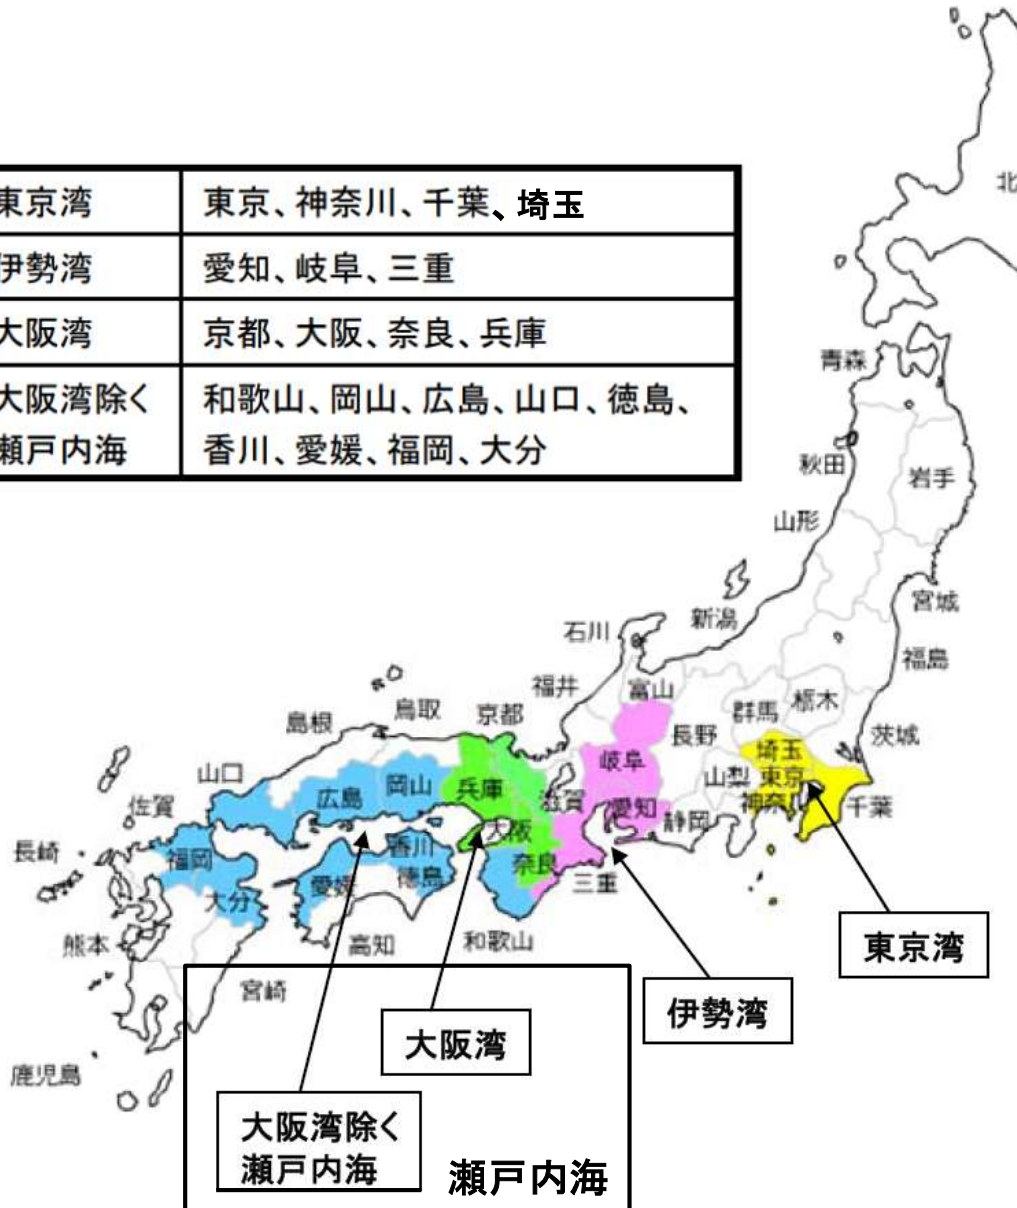 東京湾 東京、神奈川、千葉、埼玉
伊勢湾 愛知、岐阜、三重
大阪湾 京都、大阪、奈良、兵庫
大阪湾除く 和歌山、岡山、広島、山口、徳島、
瀬戸内海 香川、愛媛、福岡、大分
北
青森
秋田
岩手
山形
宮城
新潟
石川
福島
福井
富山
栃木
群馬
鳥取
京都
島根
長野
茨城
埼玉
岐阜
山口
岡山
兵庫
山梨
東京
広島
滋賀
愛知
神奈川
千葉
佐賀
静岡
大阪
香川
長崎
福岡
奈良
徳島
三重
愛媛
大分
熊本
高知
和歌山
東京湾
宮崎
伊勢湾
大阪湾
鹿児島
大阪湾除く
瀬戸内海
瀬戸内海